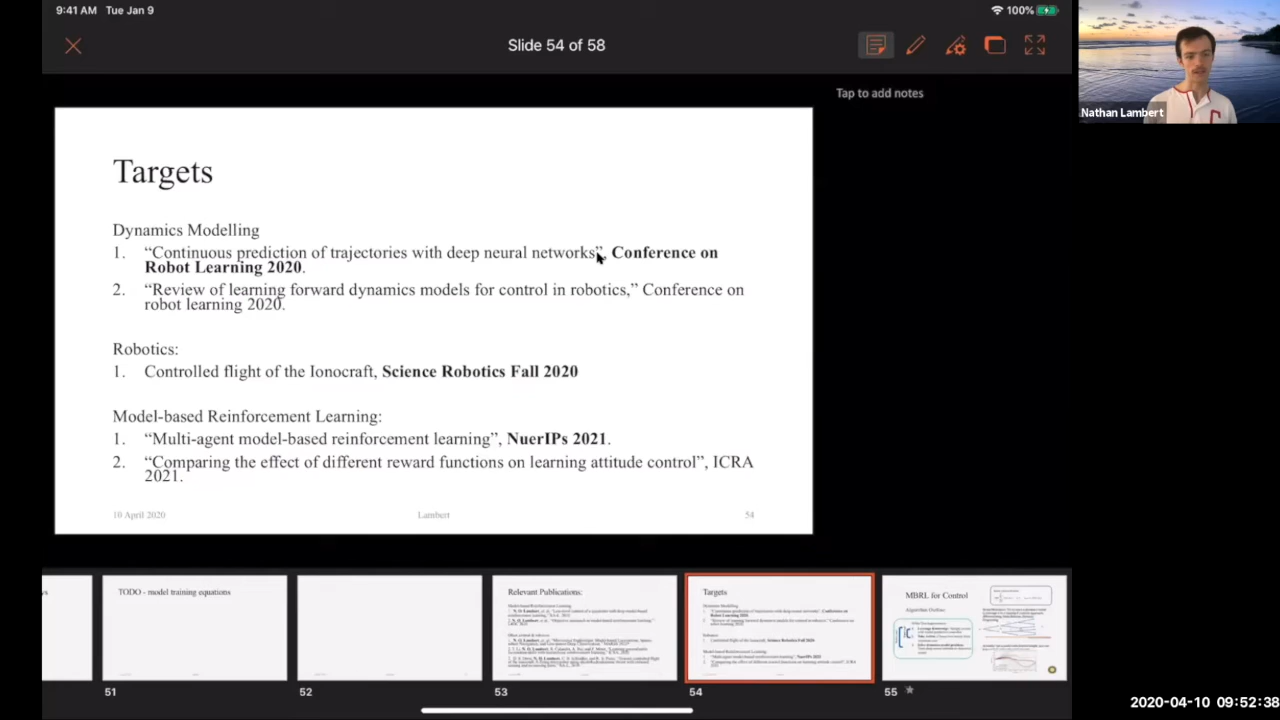 9:41 AM Tue Jan 9
100%
Slide 54 of 58
Tap to add notes
Nathan Lambert
Targets
Dynamics Modelling
1. “Continuous prediction of trajectories with deep neural networks”, Conference on
Robot Learning 2020.
2. “Review of learning forward dynamics models for control in robotics,” Conference on
robot learning 2020.
Robotics:
1. Controlled flight of the Ionocraft, Science Robotics Fall 2020
Model-based Reinforcement Learning:
1. “Multi-agent model-based reinforcement learning”, NuerIPs 2021.
2. “Comparing the effect of different reward functions on learning attitude control”, ICRA
2021.
10 April 2020 Lambert 54
TODO - model training equations
Relevant Publications:
Targets
MBRL for Control
51 52 53 54 55
2020-04-10 09:52:38